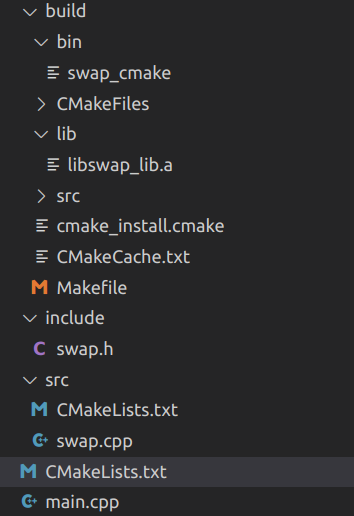 build
bin
swap_cmake
CMakeFiles
lib
libswap_lib.a
src
cmake_install.cmake
CMakeCache.txt
Makefile
include
swap.h
src
CMakeLists.txt
swap.cpp
CMakeLists.txt
main.cpp